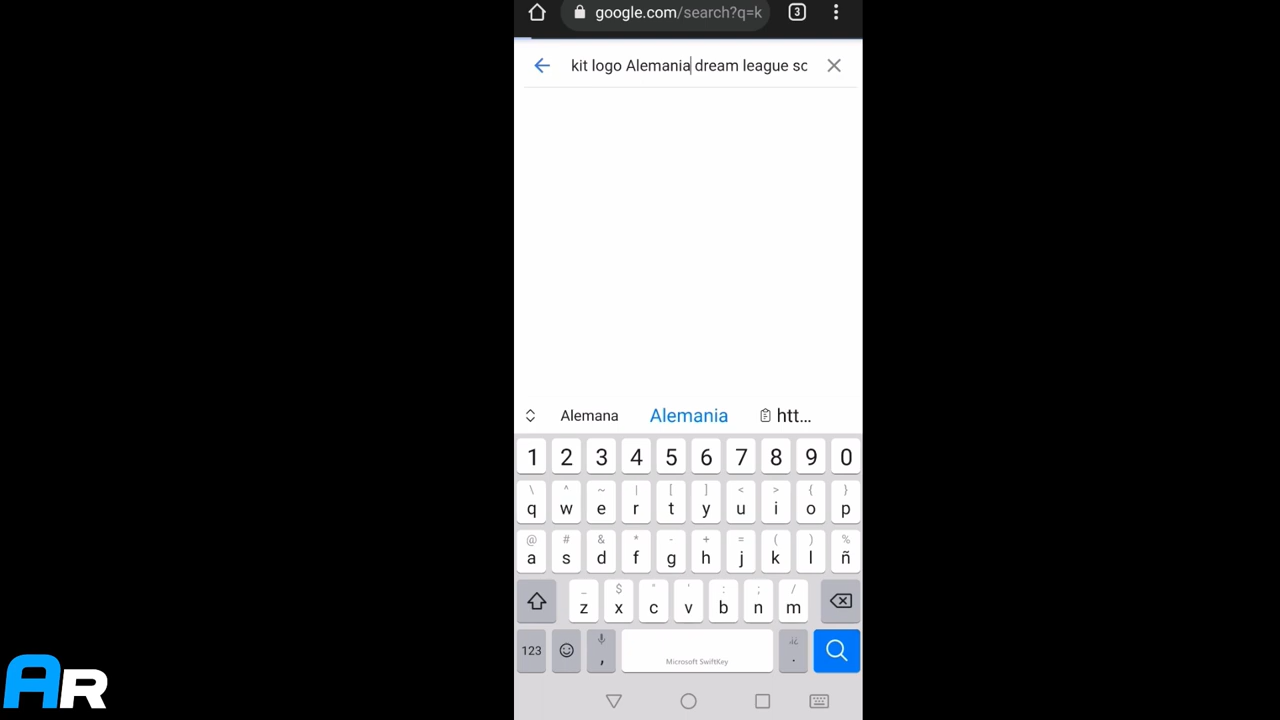 google.com/search?q=k
3
kit logo Alemania dream league sc
Alemana Alemania htt...
1 2 3 4 5 6 7 8 9 0
\ ^ ~ | [ ] < > { }
q w e r t y u i o p
@ # & * - + = ( ) %
a s d f g h j k l ñ
_ $ " ' : ; /
z x c v b n m
123 , Microsoft SwiftKey .
AR